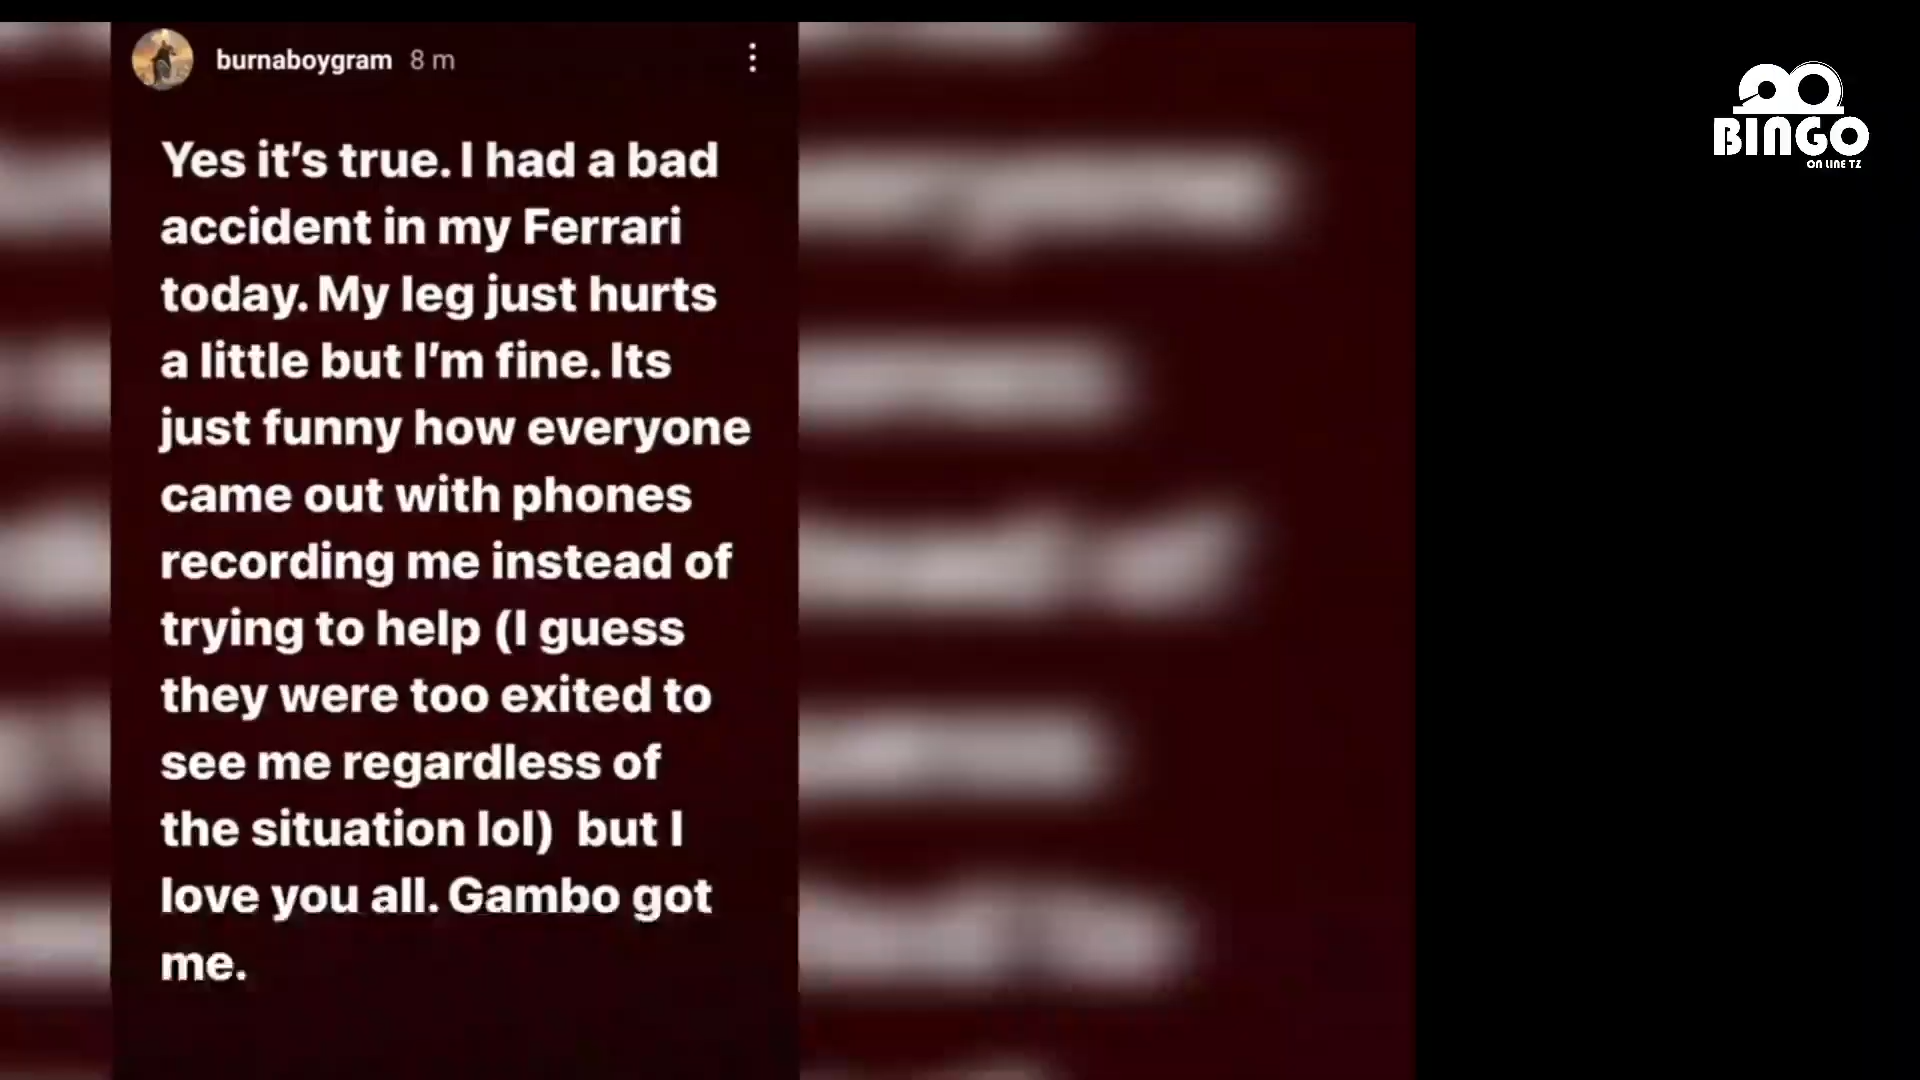 burnaboygram 8 m
Yes it's true. I had a bad
accident in my Ferrari
today. My leg just hurts
a little but I'm fine. Its
just funny how everyone
came out with phones
recording me instead of
trying to help (I guess
they were too exited to
see me regardless of
the situation lol)  but I
love you all. Gambo got
me.
BINGO
ON LINE TZ